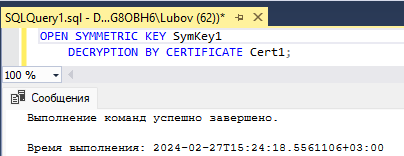 SQLQuery1.sql - D...G8OBH6\Lubov (62))*
OPEN SYMMETRIC KEY SymKey1
DECRYPTION BY CERTIFICATE Cert1;
100 %
Сообщения
Выполнение команд успешно завершено.
Время выполнения: 2024-02-27T15:24:18.5561106+03:00